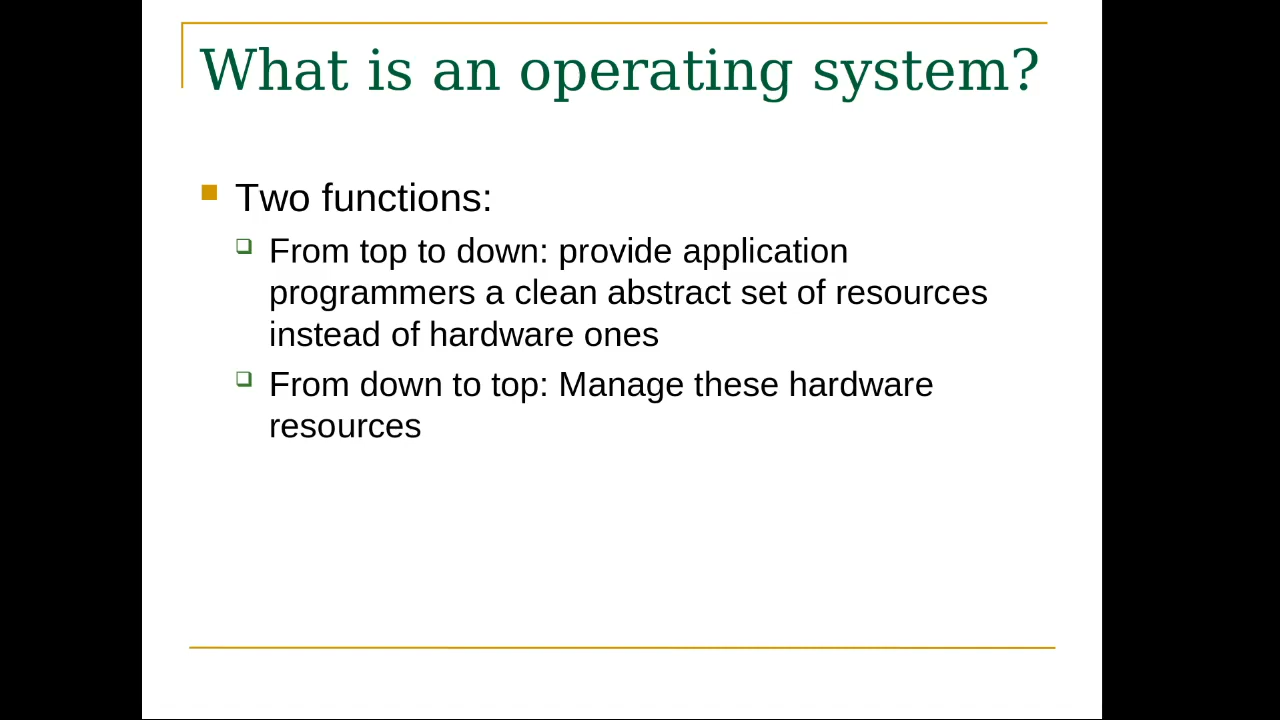 What is an operating system?
Two functions:
From top to down: provide application
programmers a clean abstract set of resources
instead of hardware ones
From down to top: Manage these hardware
resources